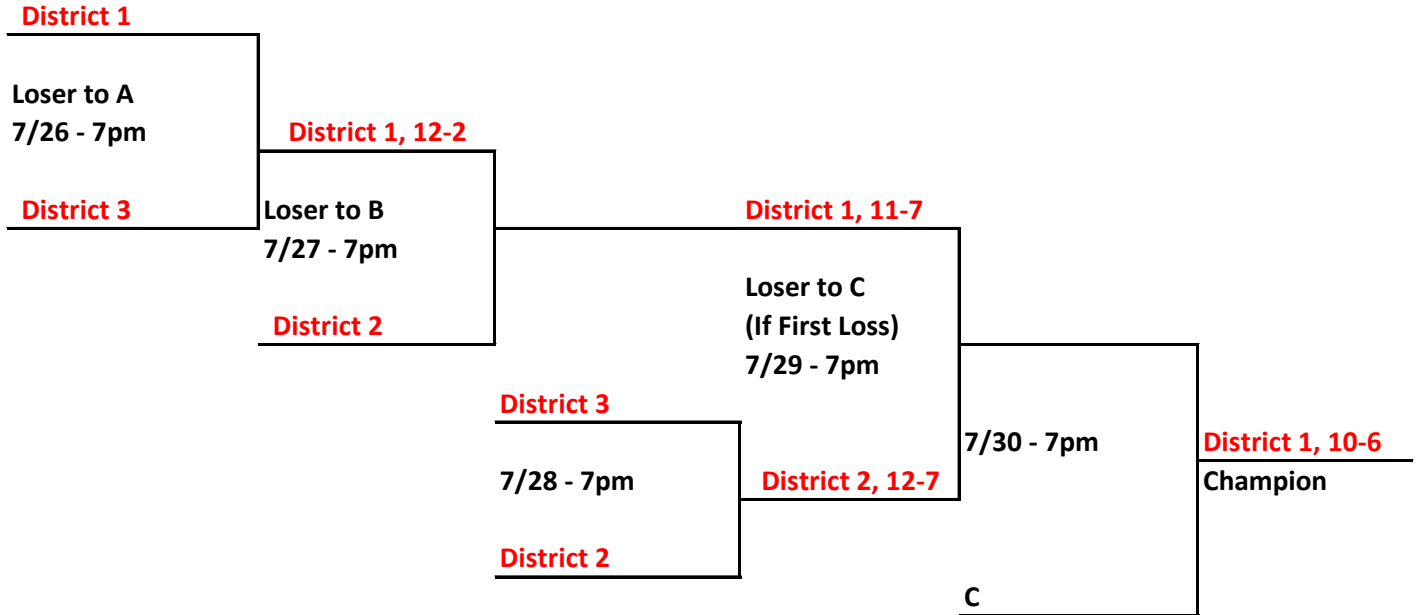 District 1
Loser to A
7/26 - 7pm
District 1, 12-2
District 3
Loser to B
7/27 - 7pm
District 1, 11-7
District 2
Loser to C
(If First Loss)
7/29 - 7pm
District 3
7/28 - 7pm
District 2, 12-7
District 2
7/30 - 7pm
District 1, 10-6
Champion
C